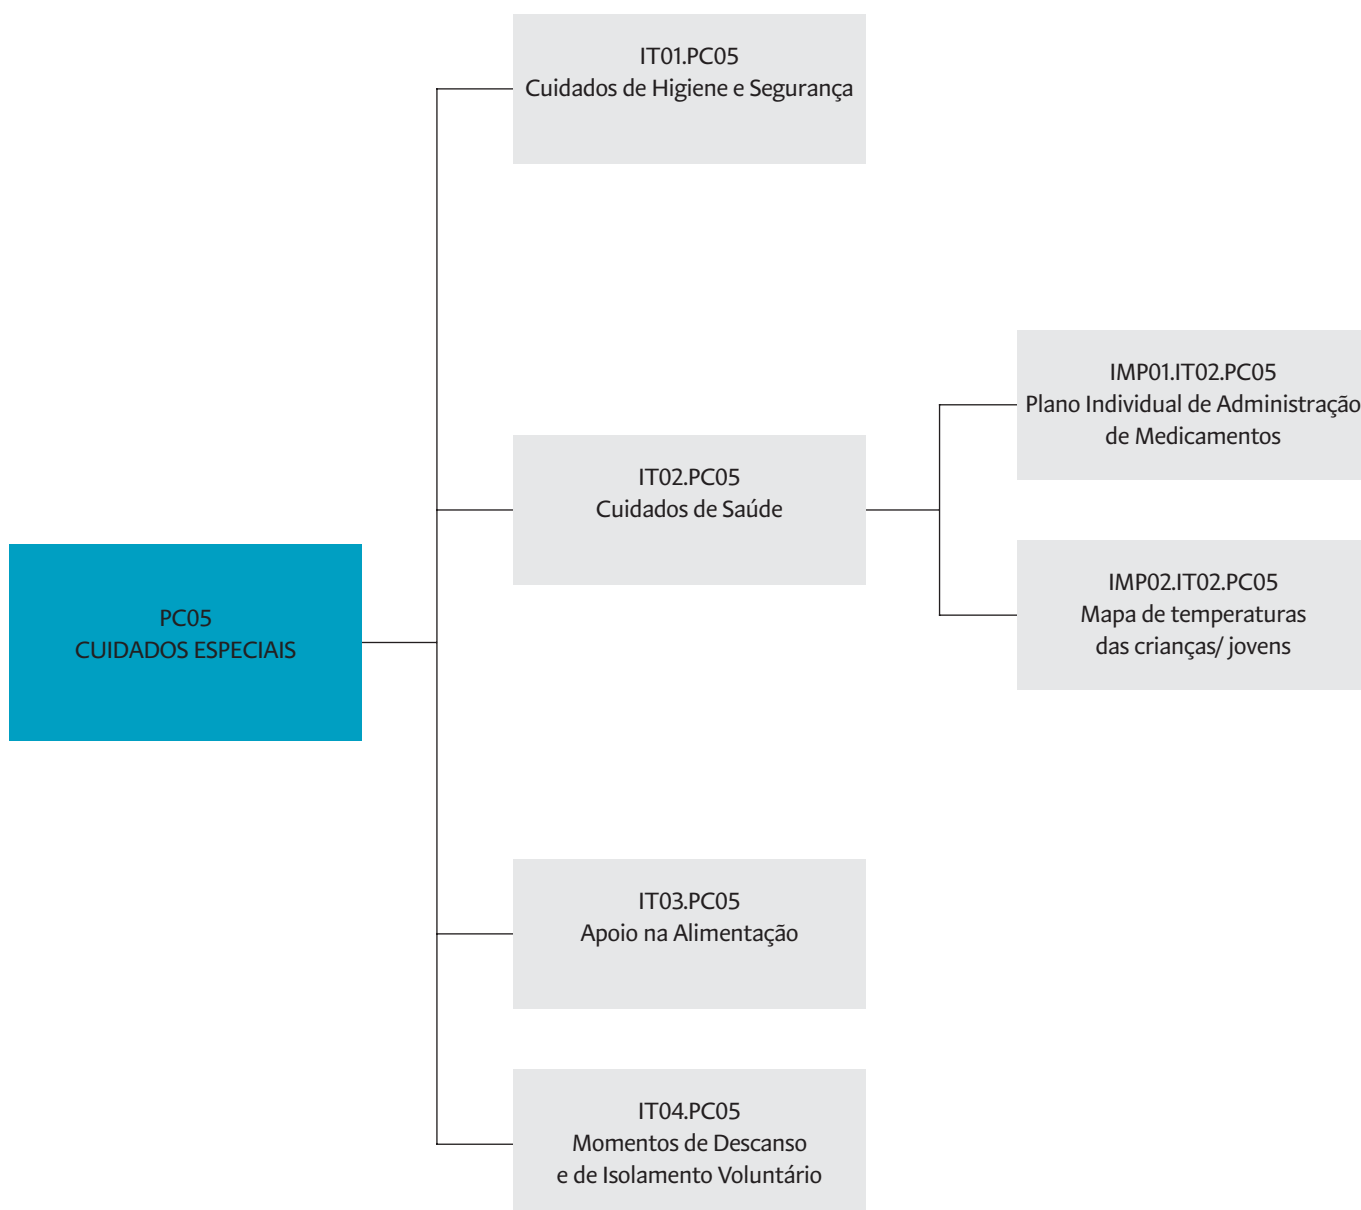 IT01.PC05
Cuidados de Higiene e Segurança
IMP01.IT02.PC05
Plano Individual de Administração
de Medicamentos
IT02.PC05
Cuidados de Saúde
IMP02.IT02.PC05
Mapa de temperaturas
das crianças/ jovens
PC05
CUIDADOS ESPECIAIS
IT03.PC05
Apoio na Alimentação
IT04.PC05
Momentos de Descanso
e de Isolamento Voluntário